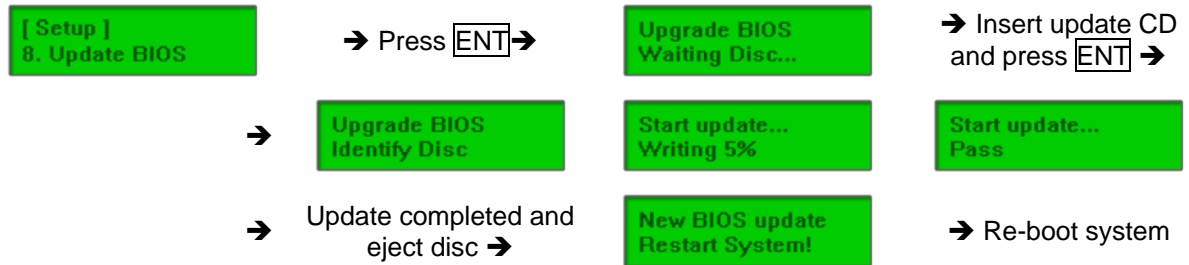 [ Setup ]
8. Update BIOS
➔ Press ENT➔
Upgrade BIOS
Waiting Disc...
➔ Insert update CD
and press ENT ➔
➔
Upgrade BIOS
Identify Disc
Start update...
Writing 5%
Start update...
Pass
➔
Update completed and
eject disc ➔
New BIOS update
Restart System!
➔ Re-boot system